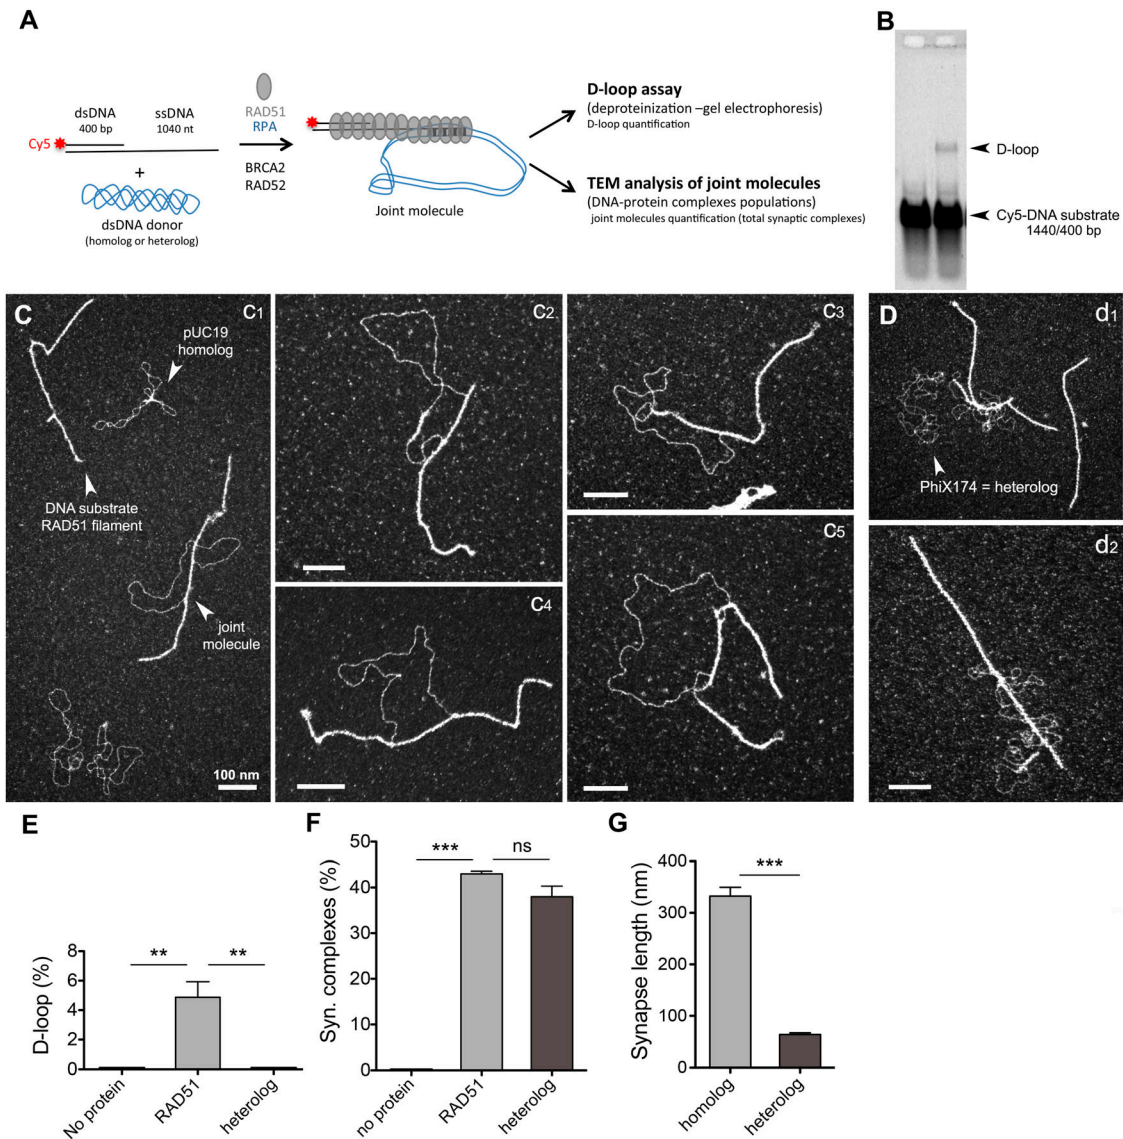 A
dsDNA
400 bp
ssDNA
1040 nt
Cy5
+
dsDNA donor
(homolog or heterolog)
RAD51
RPA
BRCA2
RAD52
Joint molecule
D-loop assay
(deproteinization –gel electrophoresis)
D-loop quantification
TEM analysis of joint molecules
(DNA-protein complexes populations)
joint molecules quantification (total synaptic complexes)
B
D-loop
Cy5-DNA substrate
1440/400 bp
C
c1
pUC19
homolog
DNA substrate
RAD51 filament
joint
molecule
100 nm
c2
c3
c4
c5
D
d1
PhiX174 = heterolog
d2
E
D-loop (%)
8
6
4
2
0
**
**
No protein
RAD51
heterolog
F
Syn. complexes (%)
50
40
30
20
10
0
***
ns
no protein
RAD51
heterolog
G
Synapse length (nm)
400
300
200
100
0
***
homolog
heterolog